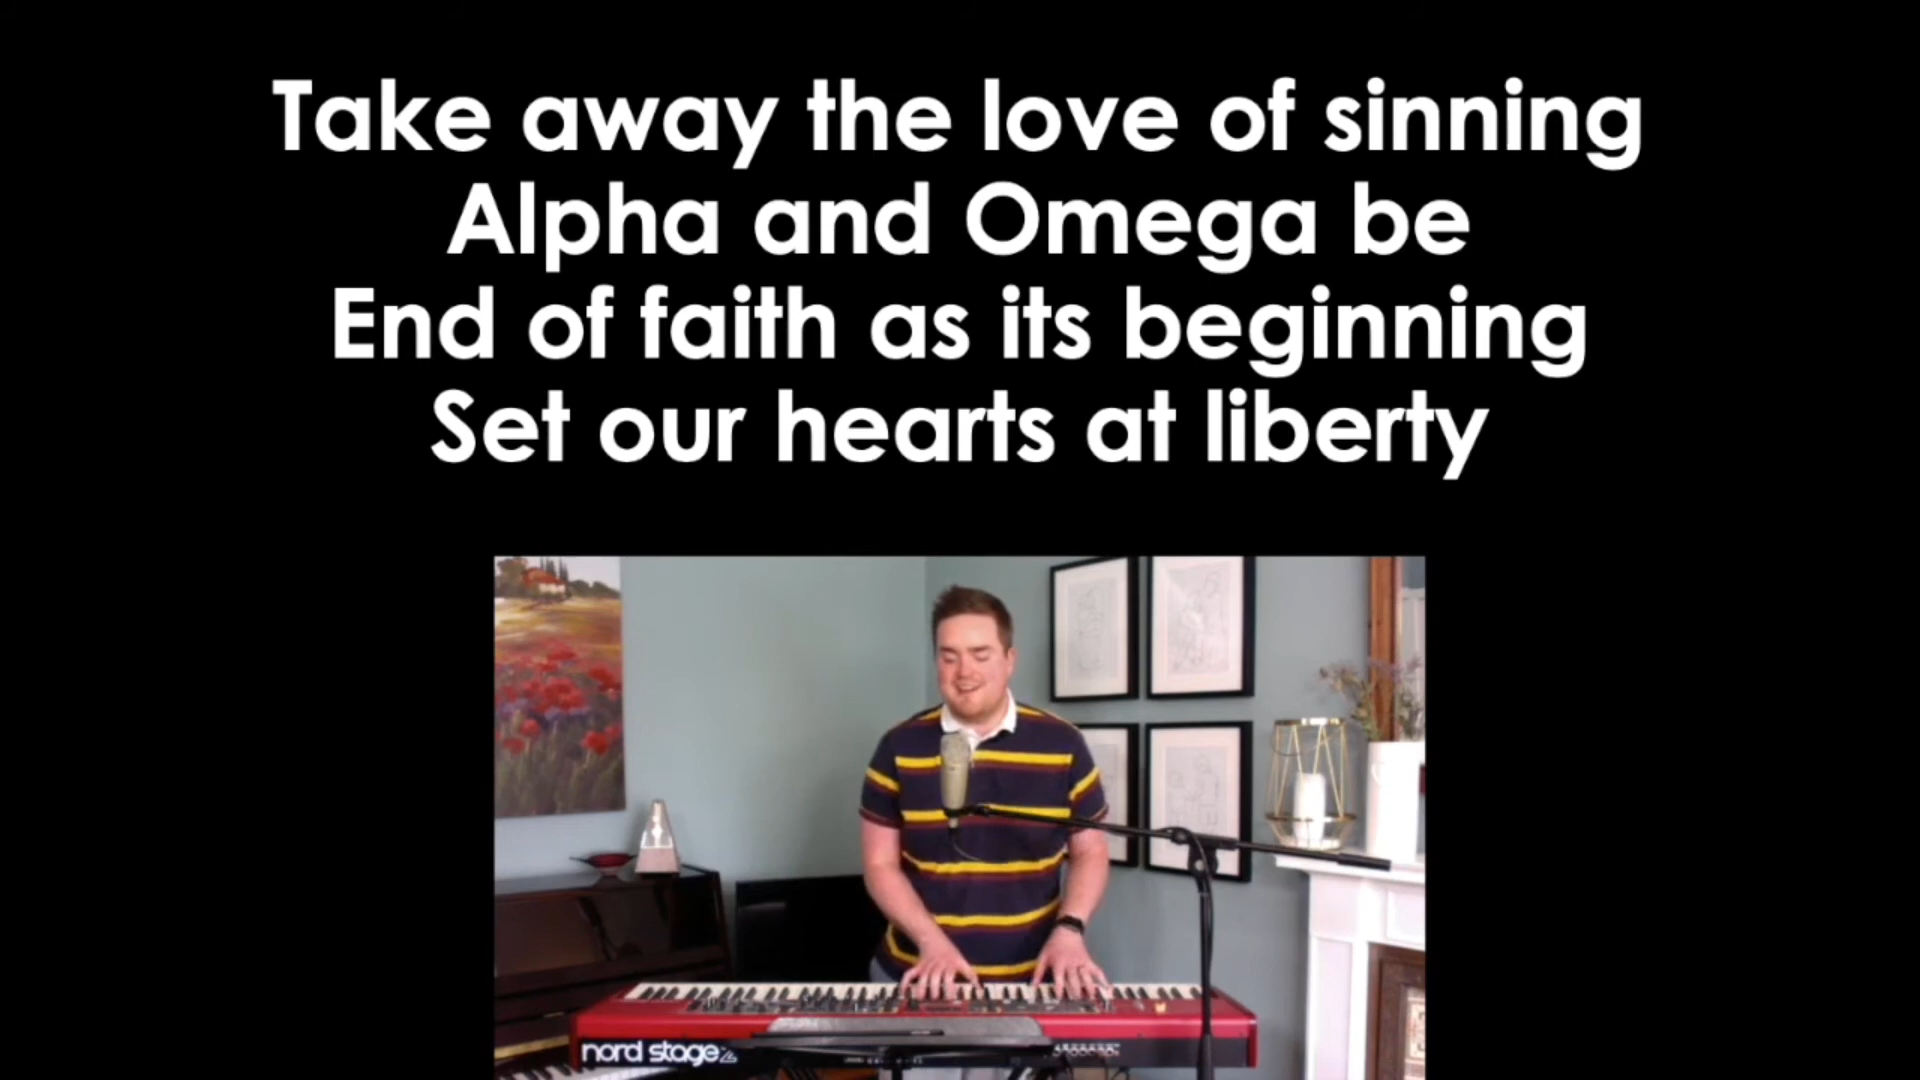 Take away the love of sinning
Alpha and Omega be
End of faith as its beginning
Set our hearts at liberty
nord stage 2